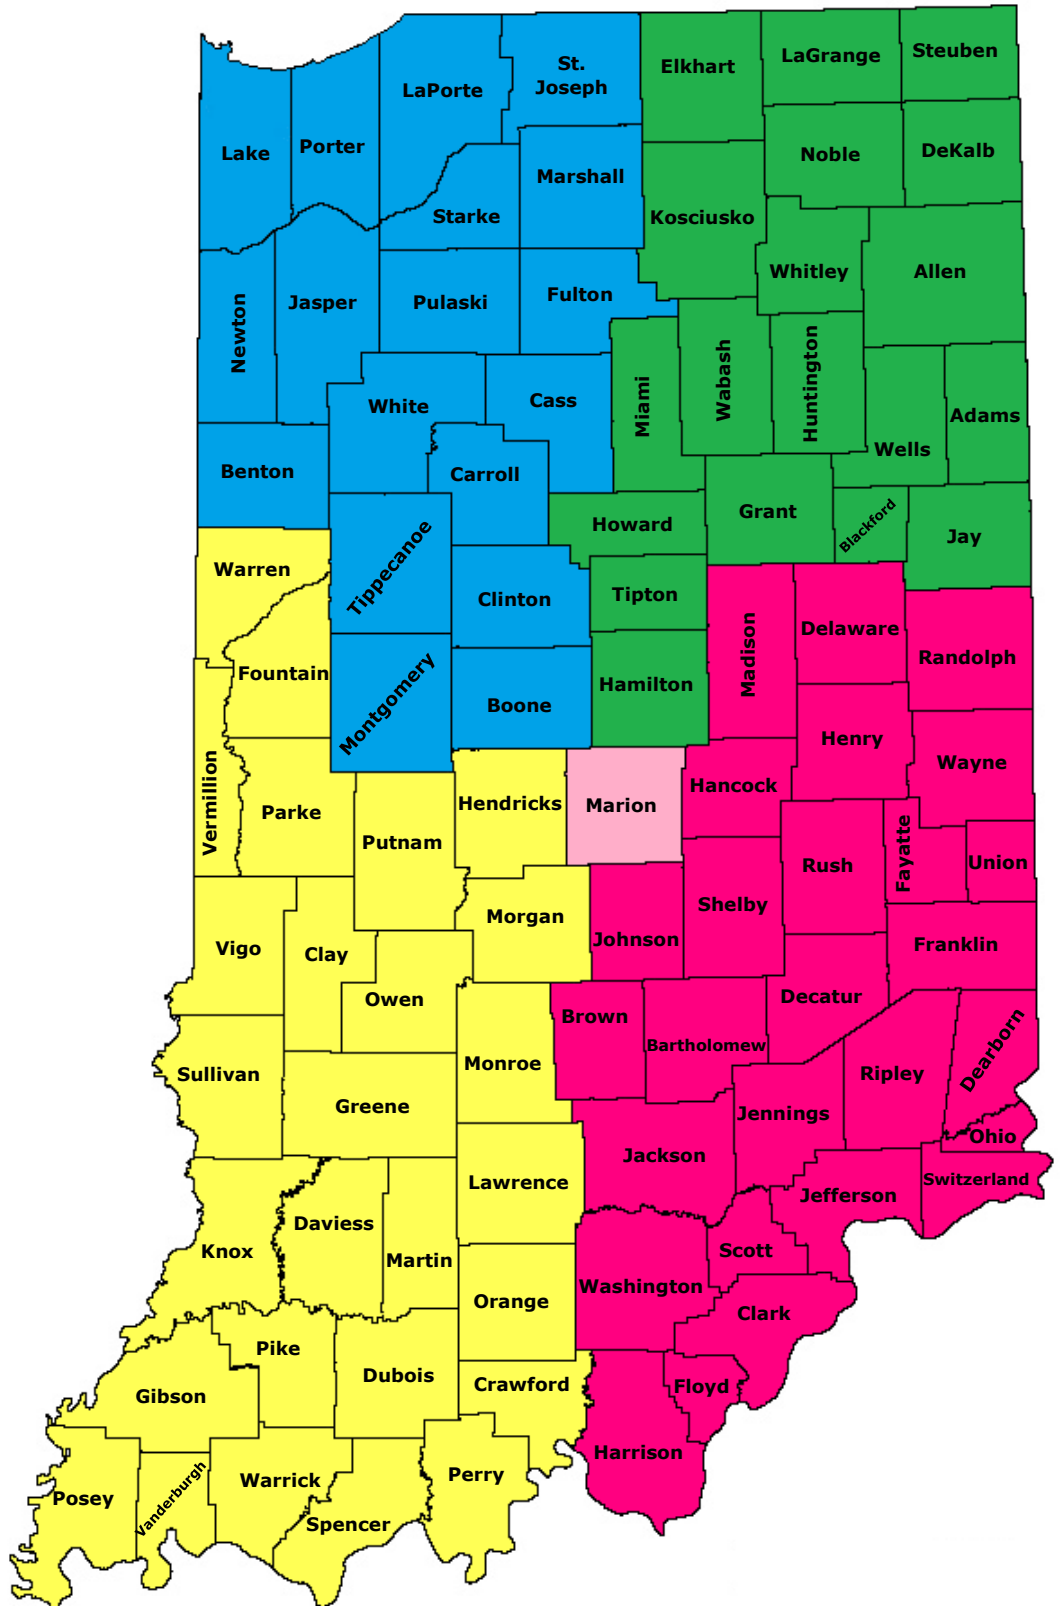 Elkhart
LaGrange
Steuben
St.
Joseph
LaPorte
Lake
Porter
Noble
DeKalb
Marshall
Starke
Kosciusko
Whitley
Allen
Newton
Jasper
Pulaski
Fulton
Miami
Wabash
Huntington
White
Cass
Adams
Wells
Benton
Carroll
Howard
Grant
Blackford
Jay
Warren
Tippecanoe
Clinton
Tipton
Madison
Delaware
Randolph
Fountain
Montgomery
Boone
Hamilton
Henry
Wayne
Vermillion
Parke
Putnam
Hendricks
Marion
Hancock
Rush
Fayatte
Union
Vigo
Clay
Morgan
Johnson
Shelby
Franklin
Owen
Brown
Decatur
Bartholomew
Sullivan
Monroe
Ripley
Dearborn
Greene
Jennings
Ohio
Jackson
Lawrence
Jefferson
Switzerland
Daviess
Knox
Martin
Scott
Washington
Orange
Clark
Pike
Dubois
Crawford
Floyd
Gibson
Harrison
Posey
Vanderburgh
Warrick
Perry
Spencer